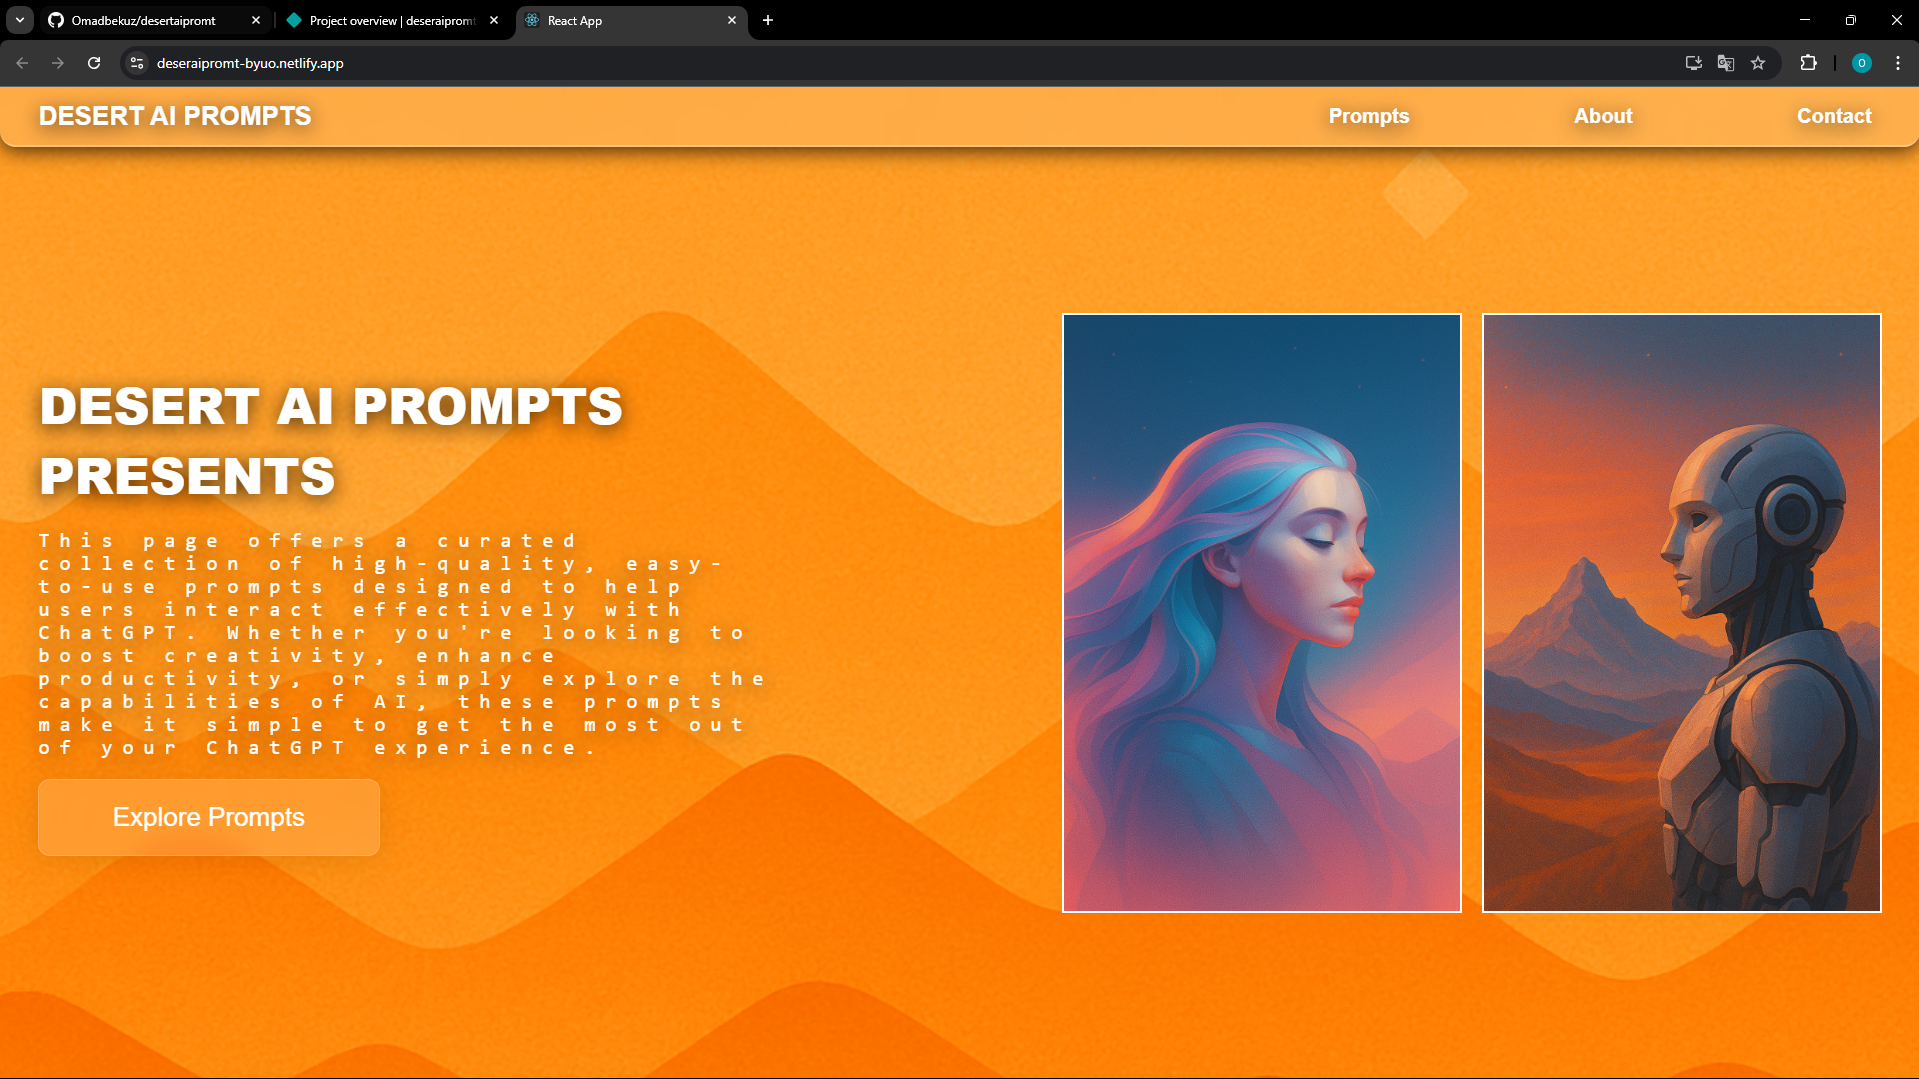 Omadbekuz/desertaipromt
Project overview | deseraipromt
React App
deseraipromt-byuo.netlify.app
O
DESERT AI PROMPTS
Prompts
About
Contact
DESERT AI PROMPTS
PRESENTS
This page offers a curated
collection of high-quality, easy-
to-use prompts designed to help
users interact effectively with
ChatGPT. Whether you're looking to
boost creativity, enhance
productivity, or simply explore the
capabilities of AI, these prompts
make it simple to get the most out
of your ChatGPT experience.
Explore Prompts